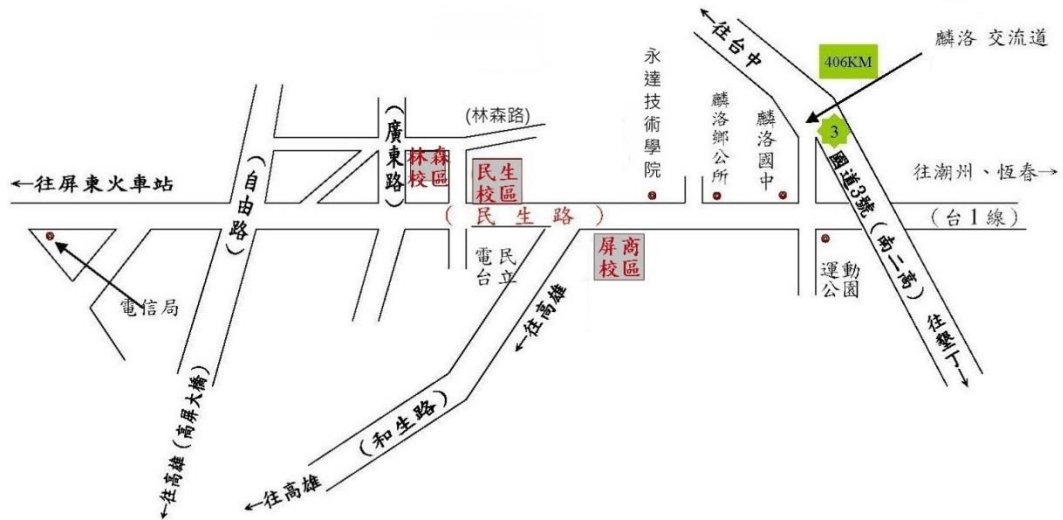 ←往台中
麟洛 交流道
406KM
3
永達技術學院
麟洛鄉公所
麟洛國中
(林森路)
(廣東路)
林森
校區
民生
校區
←往屏東火車站
(自由路)
(民生路)
國道3號(南二高)
往墾丁→
往潮州、恆春→
(台1線)
電信局
電民
台立
屏商
校區
運動
公園
←往高雄
(和生路)
←往高雄
←往高雄(高屏大橋)